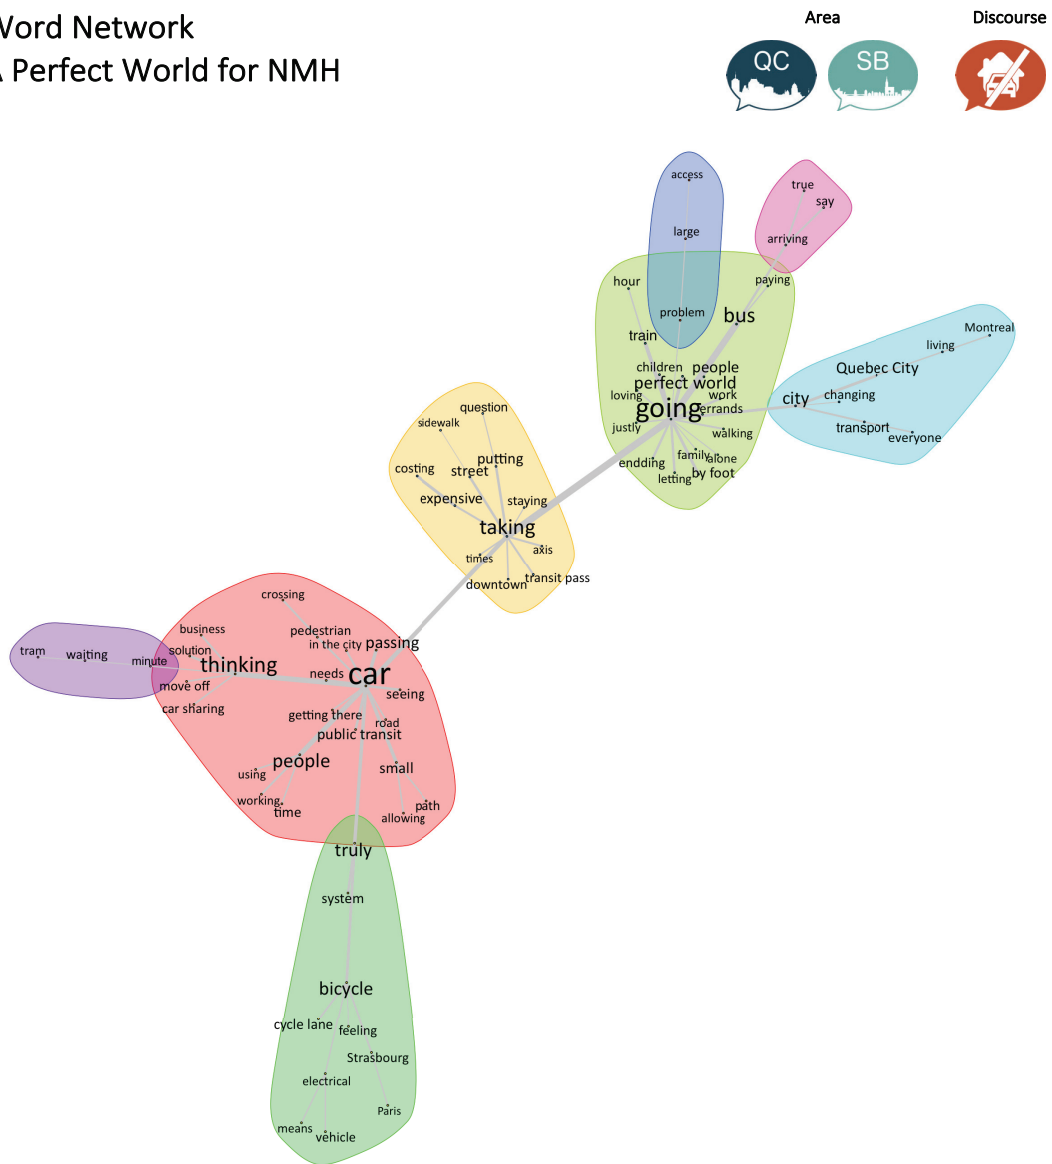 Word Network
A Perfect World for NMH
Area
Discourse
QC
SB
access
large
problem
true
say
arriving
hour
paying
bus
train
children
people
perfect world
loving
work
going
errrands
justly
walking
family
alone
endding
letting
by foot
Montreal
living
Quebec City
city
changing
transport
everyone
question
sidewalk
putting
costing
street
expensive
staying
taking
times
axis
downtown
transit pass
crossing
business
pedestrian
in the city
passing
solution
thinking
needs
car
seeing
move off
car sharing
getting there
road
public transit
people
small
using
working
time
path
allowing
tram
waiting
minute
truly
system
bicycle
cycle lane
feeling
Strasbourg
electrical
Paris
means
vehicle